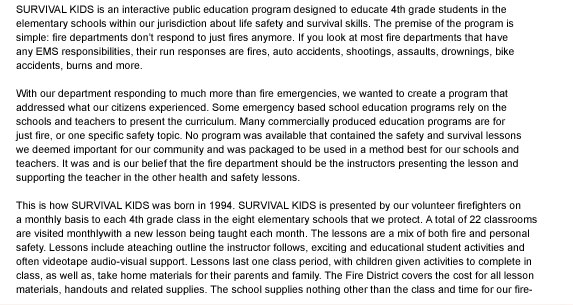 SURVIVAL KIDS is an interactive public education program designed to educate 4th grade students in the
elementary schools within our jurisdiction about life safety and survival skills. The premise of the program is
simple: fire departments don't respond to just fires anymore. If you look at most fire departments that have
any EMS responsibilities, their run responses are fires, auto accidents, shootings, assaults, drownings, bike
accidents, burns and more.

With our department responding to much more than fire emergencies, we wanted to create a program that
addressed what our citizens experienced. Some emergency based school education programs rely on the
schools and teachers to present the curriculum. Many commercially produced education programs are for
just fire, or one specific safety topic. No program was available that contained the safety and survival lessons
we deemed important for our community and was packaged to be used in a method best for our schools and
teachers. It was and is our belief that the fire department should be the instructors presenting the lesson and
supporting the teacher in the other health and safety lessons.

This is how SURVIVAL KIDS was born in 1994. SURVIVAL KIDS is presented by our volunteer firefighters on
a monthly basis to each 4th grade class in the eight elementary schools that we protect. A total of 22 classrooms
are visited monthlywith a new lesson being taught each month. The lessons are a mix of both fire and personal
safety. Lessons include ateaching outline the instructor follows, exciting and educational student activities and
often videotape audio-visual support. Lessons last one class period, with children given activities to complete in
class, as well as, take home materials for their parents and family. The Fire District covers the cost for all lesson
materials, handouts and related supplies. The school supplies nothing other than the class and time for our fire-